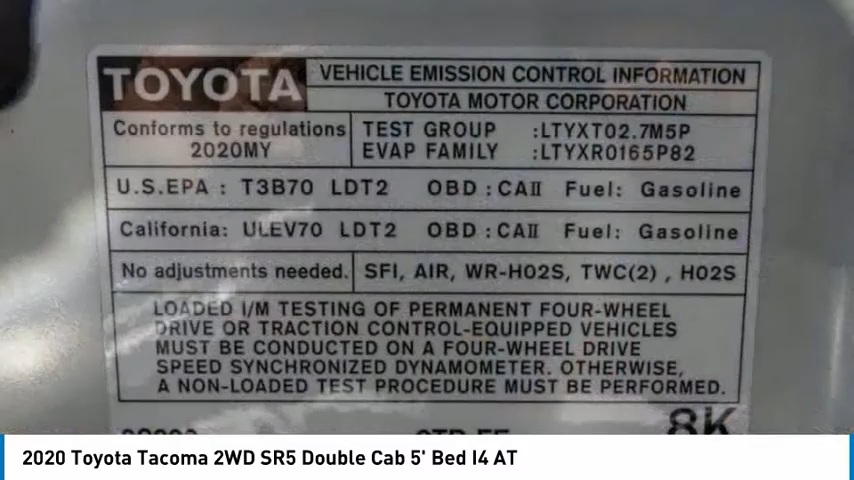 TOYOTA
VEHICLE EMISSION CONTROL INFORMATION
TOYOTA MOTOR CORPORATION
Conforms to regulations
2020MY
TEST GROUP :LTYXT02.7M5P
EVAP FAMILY :LTYXR0165P82
U.S.EPA : T3B70 LDT2 OBD : CAII Fuel: Gasoline
California: ULEV70 LDT2 OBD : CAII Fuel: Gasoline
No adjustments needed.
SFI, AIR, WR-HO2S, TWC(2) , HO2S
LOADED I/M TESTING OF PERMANENT FOUR-WHEEL
DRIVE OR TRACTION CONTROL-EQUIPPED VEHICLES
MUST BE CONDUCTED ON A FOUR-WHEEL DRIVE
SPEED SYNCHRONIZED DYNAMOMETER. OTHERWISE,
A NON-LOADED TEST PROCEDURE MUST BE PERFORMED.
8K
2020 Toyota Tacoma 2WD SR5 Double Cab 5' Bed I4 AT